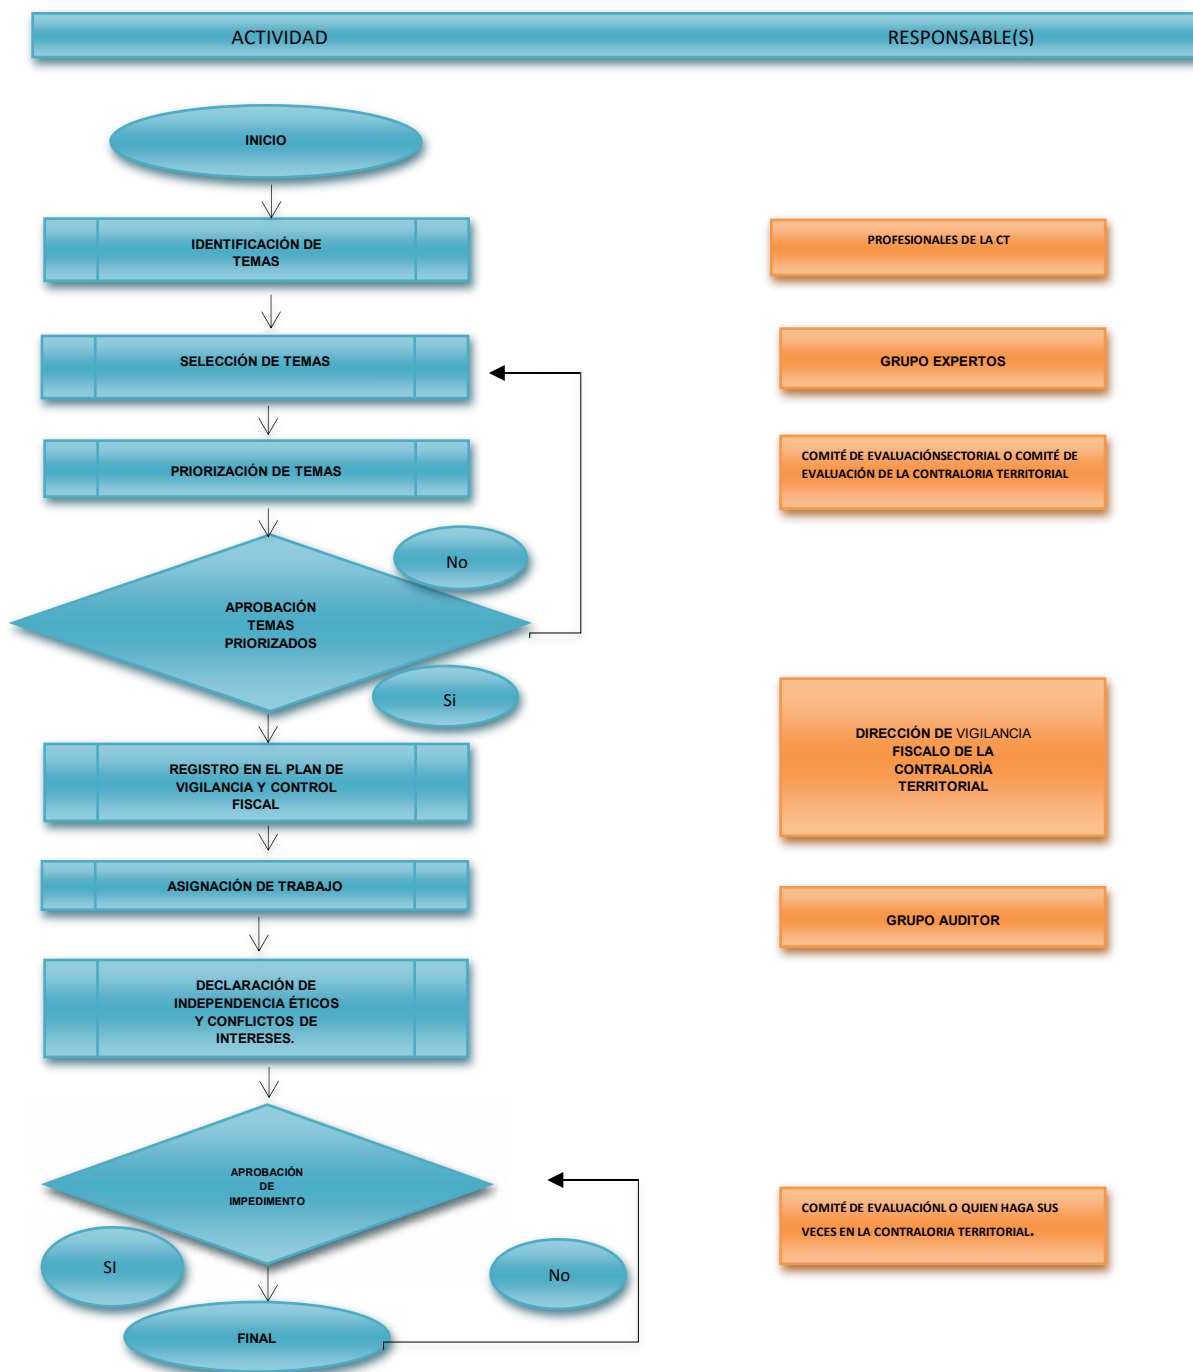 ACTIVIDAD
RESPONSABLE(S)
INICIO
IDENTIFICACIÓN DE
TEMAS
PROFESIONALES DE LA CT
SELECCIÓN DE TEMAS
GRUPO EXPERTOS
PRIORIZACIÓN DE TEMAS
COMITÉ DE EVALUACIÓNSECTORIAL O COMITÉ DE
EVALUACIÓN DE LA CONTRALORIA TERRITORIAL
No
APROBACIÓN
TEMAS
PRIORIZADOS
Si
REGISTRO EN EL PLAN DE
VIGILANCIA Y CONTROL
FISCAL
DIRECCIÓN DE VIGILANCIA
FISCALO DE LA
CONTRALORÌA
TERRITORIAL
ASIGNACIÓN DE TRABAJO
GRUPO AUDITOR
DECLARACIÓN DE
INDEPENDENCIA ÉTICOS
Y CONFLICTOS DE
INTERESES.
APROBACIÓN
DE
IMPEDIMENTO
COMITÉ DE EVALUACIÓNL O QUIEN HAGA SUS
VECES EN LA CONTRALORIA TERRITORIAL.
SI
No
FINAL